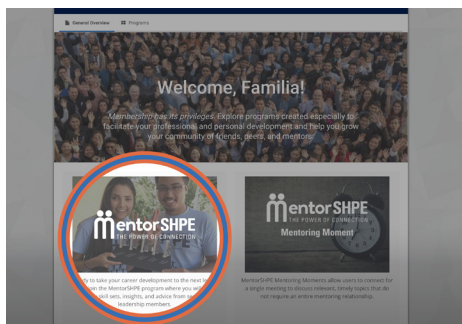 General Overview Programs
Welcome, Familia!
Membership has its privileges. Explore programs created especially to
facilitate your professional and personal development and help you grow
your community of friends, peers, and mentors.
mentorSHPE
THE POWER OF CONNECTION
mentorSHPE
THE POWER OF CONNECTION
Mentoring Moment
dy to take your career development to the next le
the MentorSHPE program where you wil
skill sets, insights, and advice from se
leadership members.
MentorSHPE Mentoring Moments allow users to connect for
a single meeting to discuss relevant, timely topics that do
not require an entire mentoring relationship.